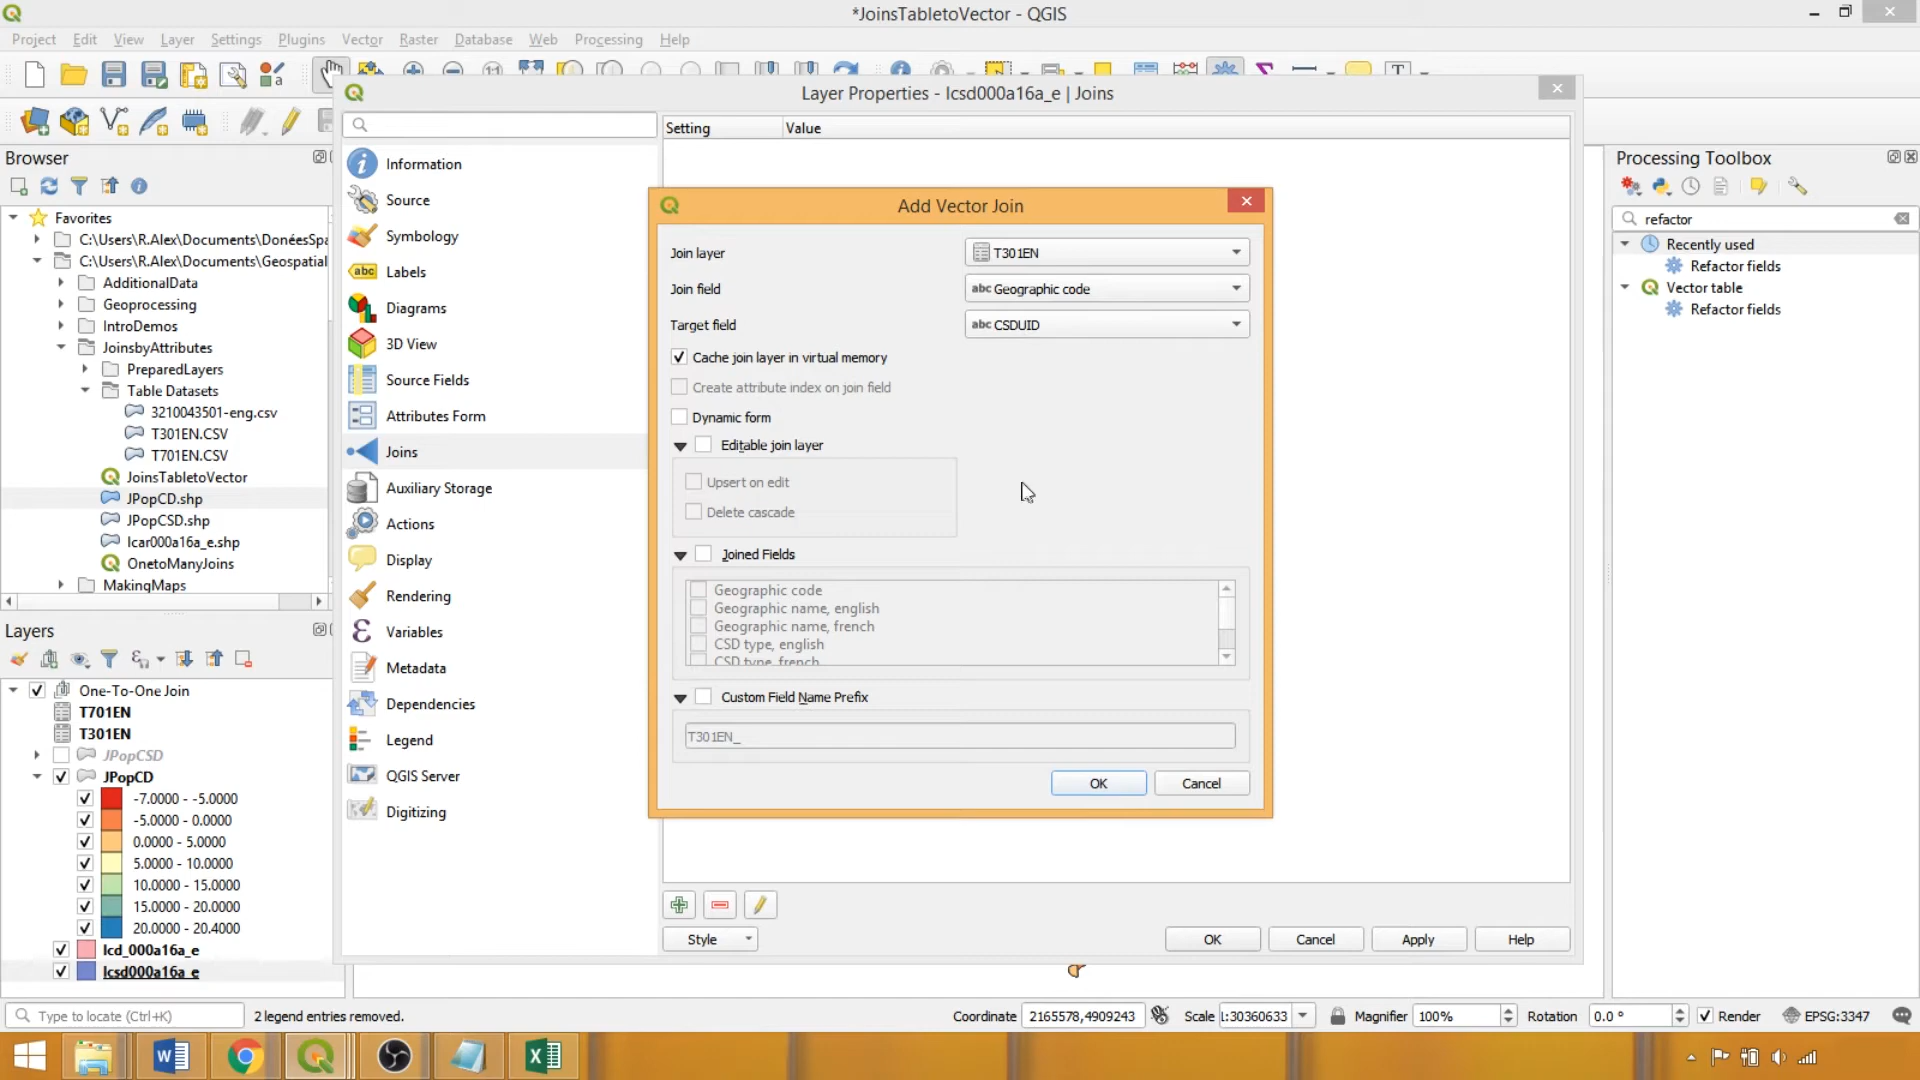 *JoinsTabletoVector - QGIS
Project Edit View Layer Settings Plugins Vector Raster Database Web Processing Help
Layer Properties - lcsd000a16a_e | Joins
Browser
Favorites
C:\Users\R.Alex\Documents\DonéesSpa
C:\Users\R.Alex\Documents\Geospatial
AdditionalData
Geoprocessing
IntroDemos
JoinsbyAttributes
PreparedLayers
Table Datasets
3210043501-eng.csv
T301EN.CSV
T701EN.CSV
JoinsTabletoVector
JPopCD.shp
JPopCSD.shp
lcar000a16a_e.shp
OnetoManyJoins
MakingMaps
Layers
One-To-One Join
T701EN
T301EN
JPopCSD
JPopCD
-7.0000 - -5.0000
-5.0000 - 0.0000
0.0000 - 5.0000
5.0000 - 10.0000
10.0000 - 15.0000
15.0000 - 20.0000
20.0000 - 20.4000
lcd_000a16a_e
lcsd000a16a_e
Information
Source
Symbology
abc Labels
Diagrams
3D View
Source Fields
Attributes Form
Joins
Auxiliary Storage
Actions
Display
Rendering
Variables
Metadata
Dependencies
Legend
QGIS Server
Digitizing
Setting Value
Add Vector Join
Join layer T301EN
Join field abc Geographic code
Target field abc CSDUID
Cache join layer in virtual memory
Create attribute index on join field
Dynamic form
Editable join layer
Upsert on edit
Delete cascade
Joined Fields
Geographic code
Geographic name, english
Geographic name, french
CSD type, english
CSD type, french
Custom Field Name Prefix
T301EN_
OK Cancel
Style OK Cancel Apply Help
Processing Toolbox
refactor
Recently used
Refactor fields
Vector table
Refactor fields
Type to locate (Ctrl+K) 2 legend entries removed. Coordinate 2165578,4909243 Scale 1:30360633 Magnifier 100% Rotation 0.0 ° Render EPSG:3347